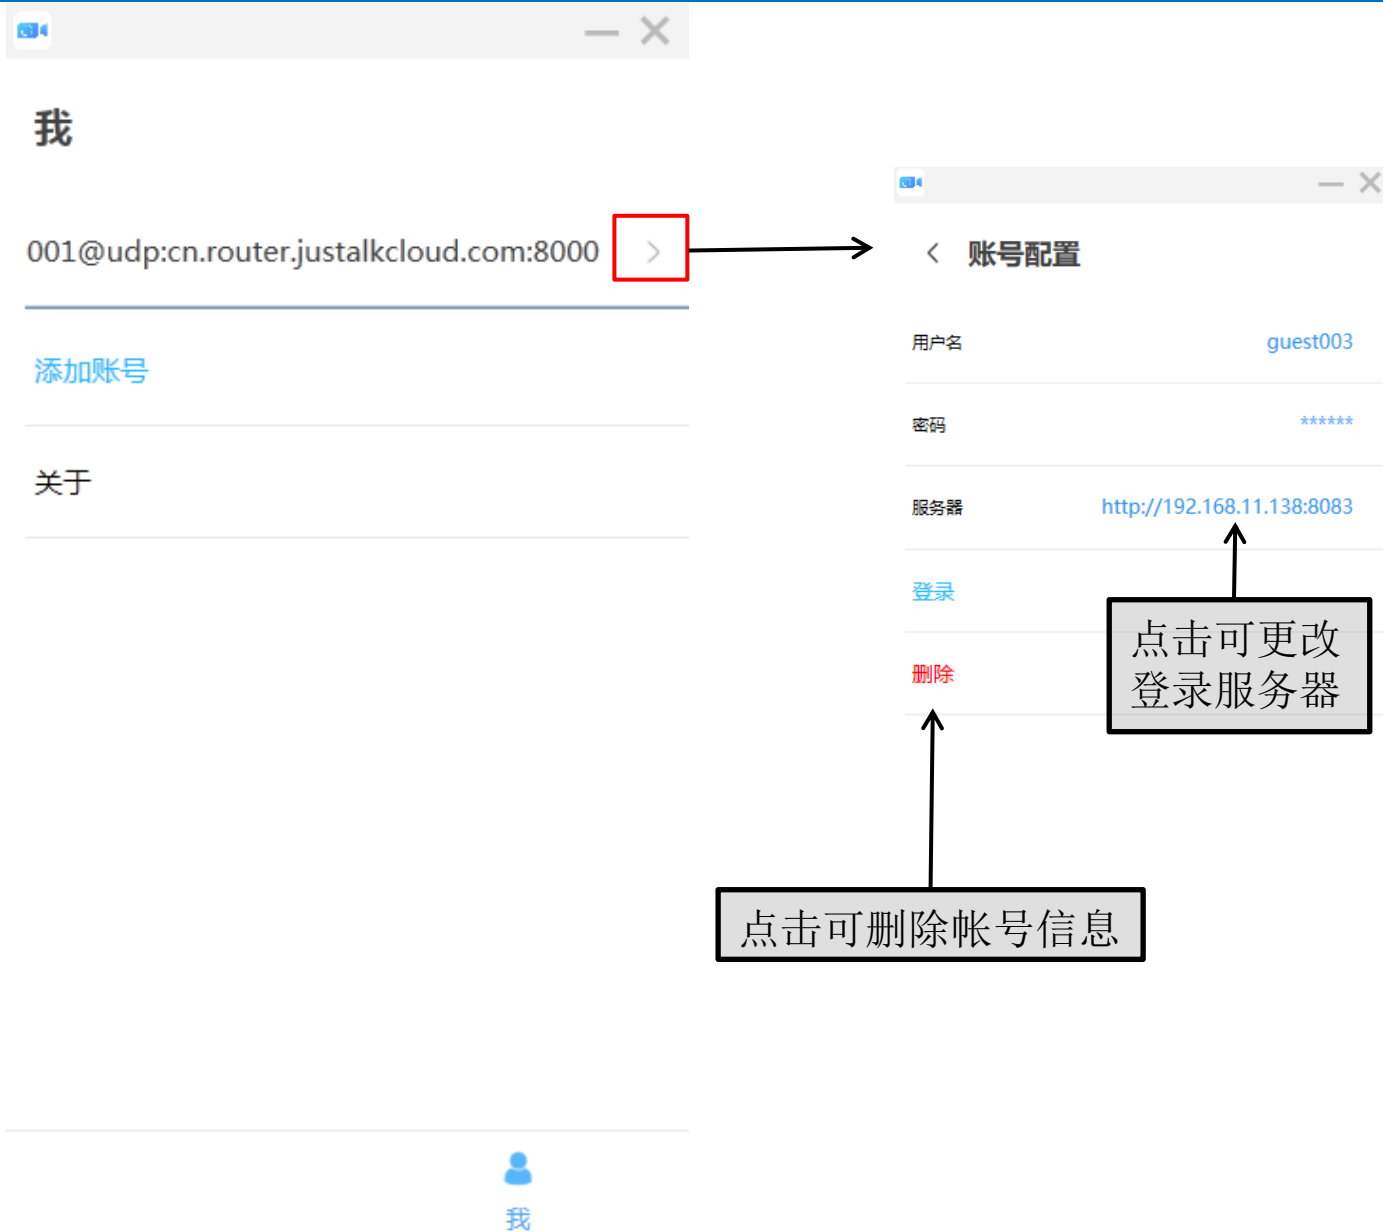 我
001@udp:cn.router.justalkcloud.com:8000
添加账号
关于
我
账号配置
用户名 guest003
密码 ******
服务器 http://192.168.11.138:8083
登录
删除
点击可更改
登录服务器
点击可删除帐号信息